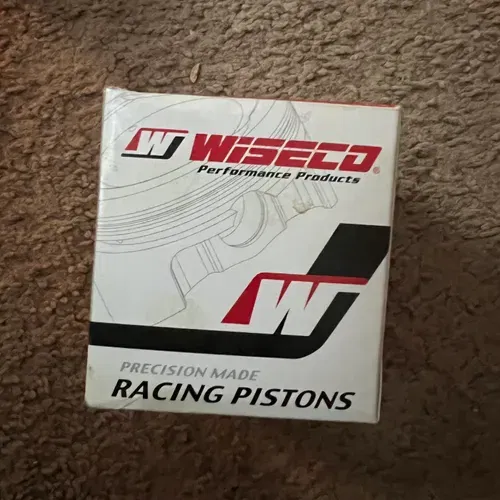 W WISECO®
Performance Products
W
PRECISION MADE
RACING PISTONS